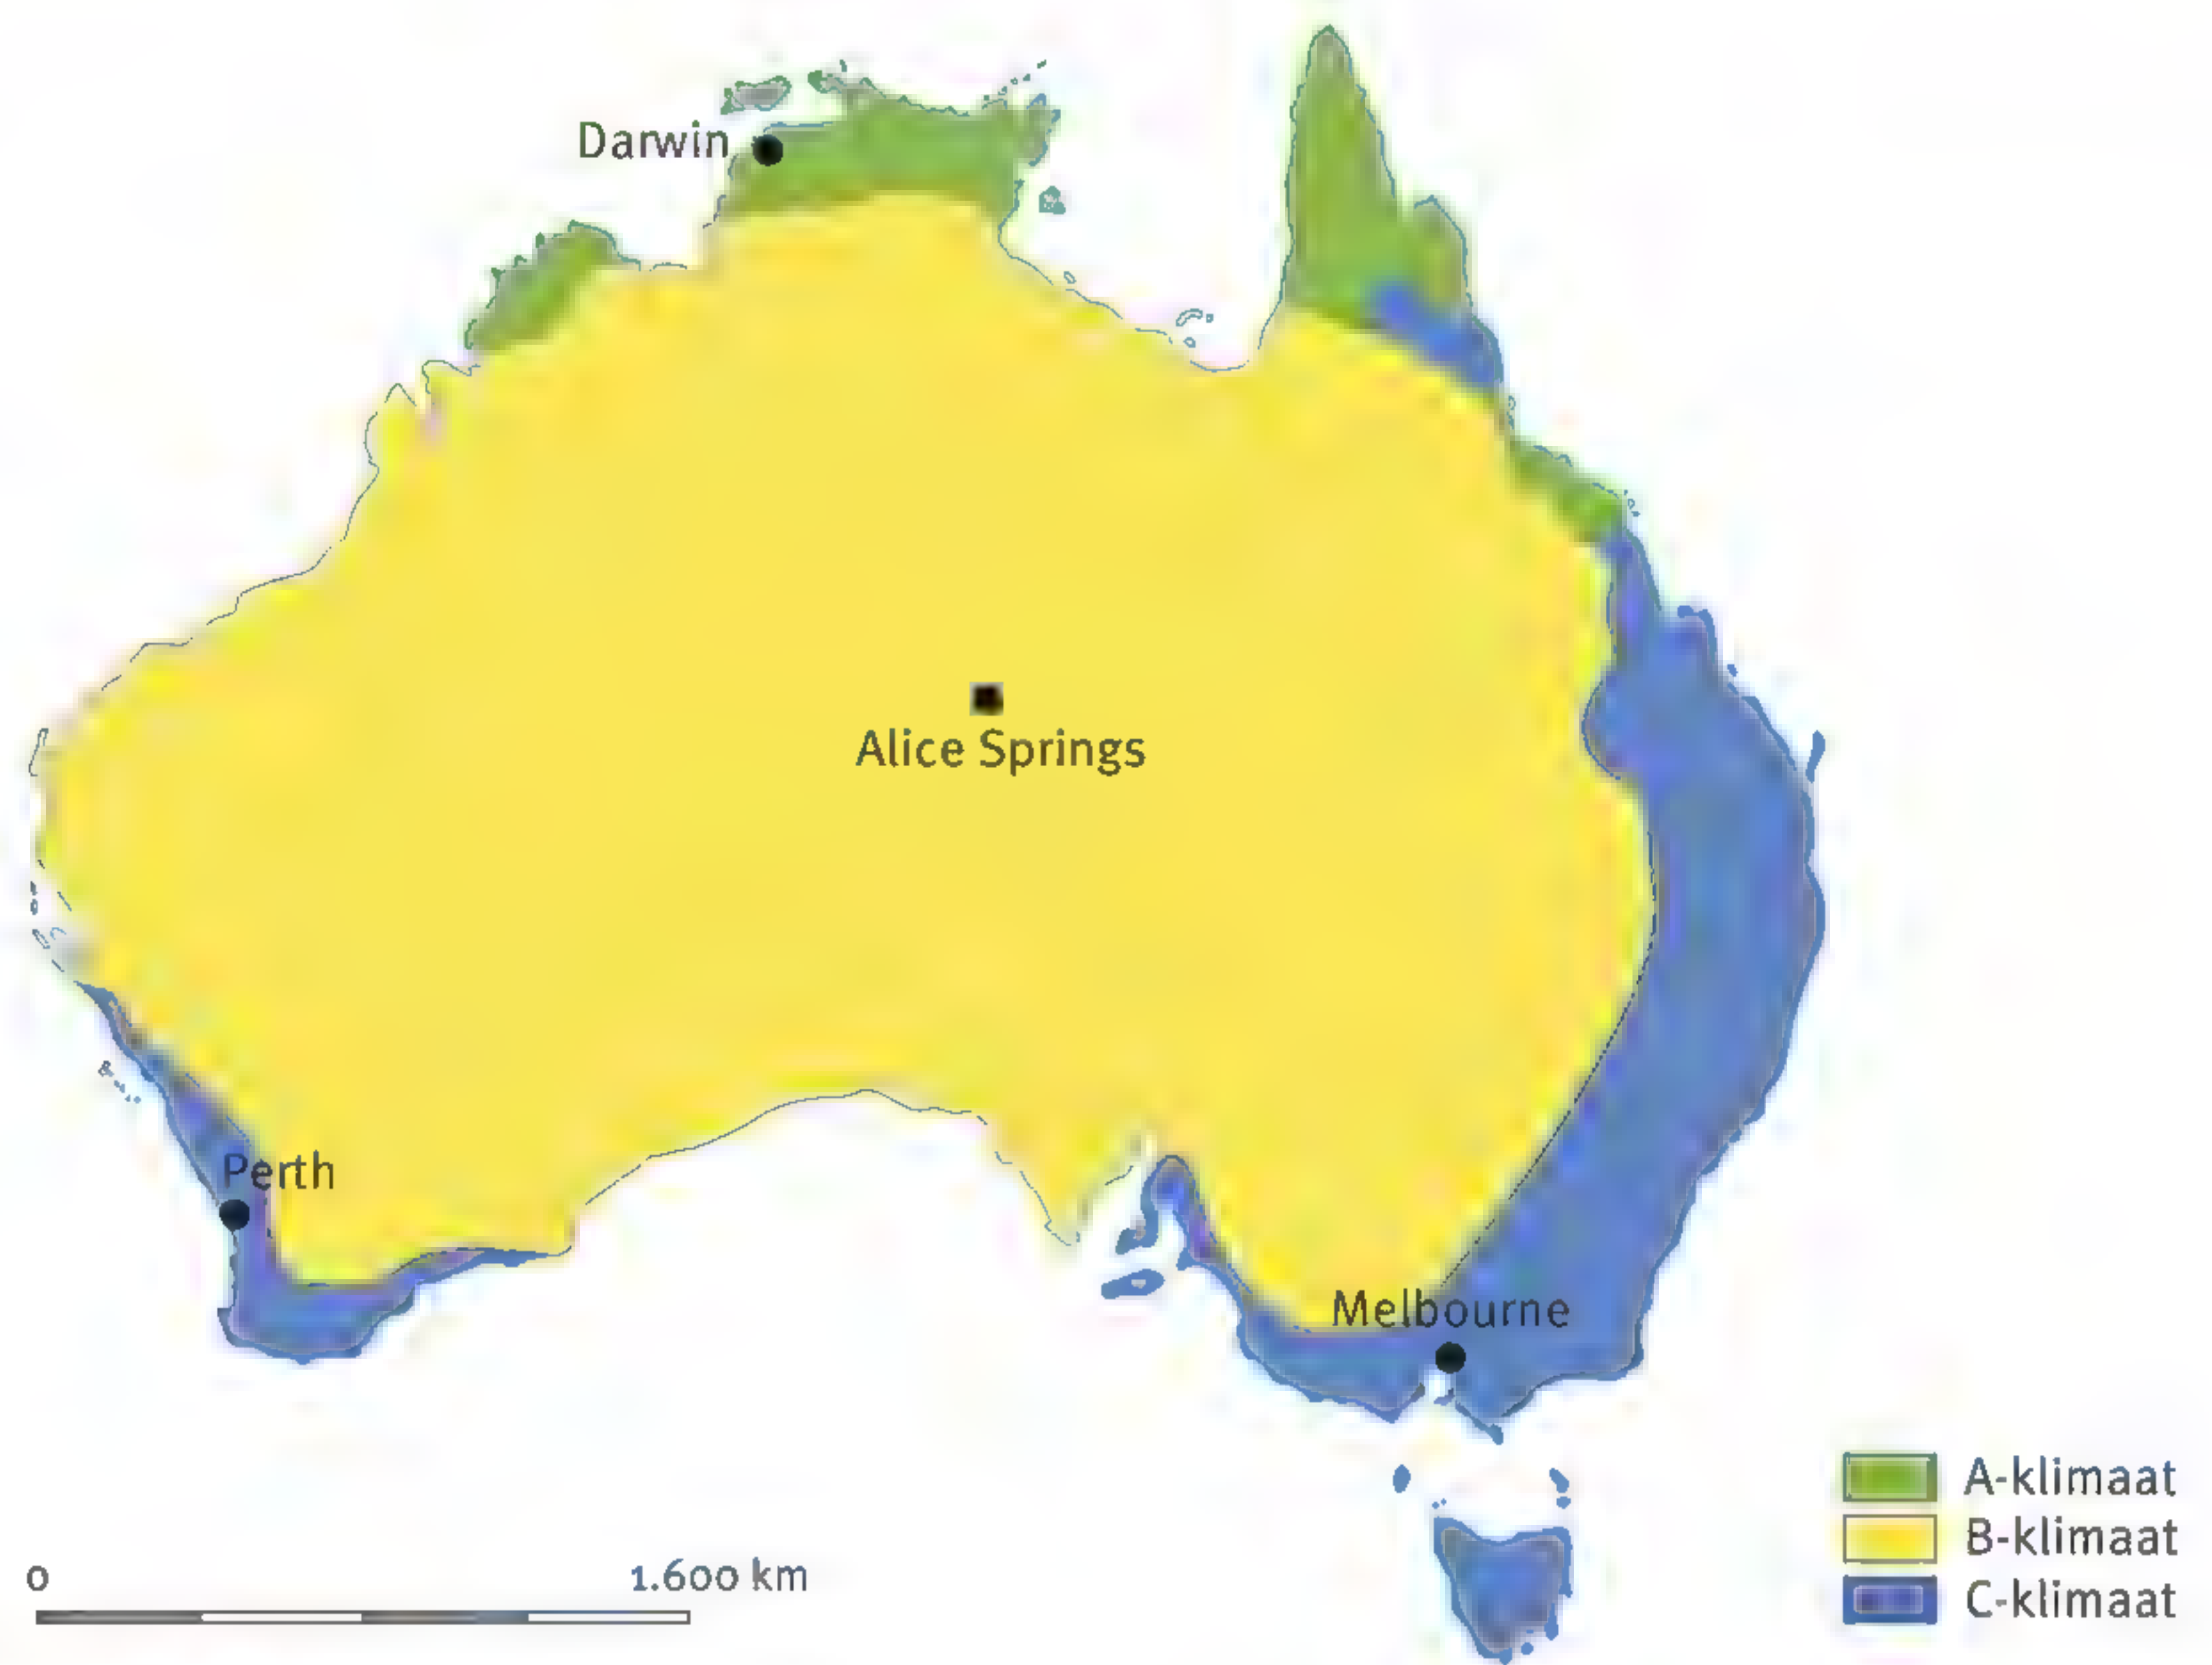 Darwin
Alice Springs
Perth
Melbourne
A-klimaat
B-klimaat
C-klimaat
0
1.600 km